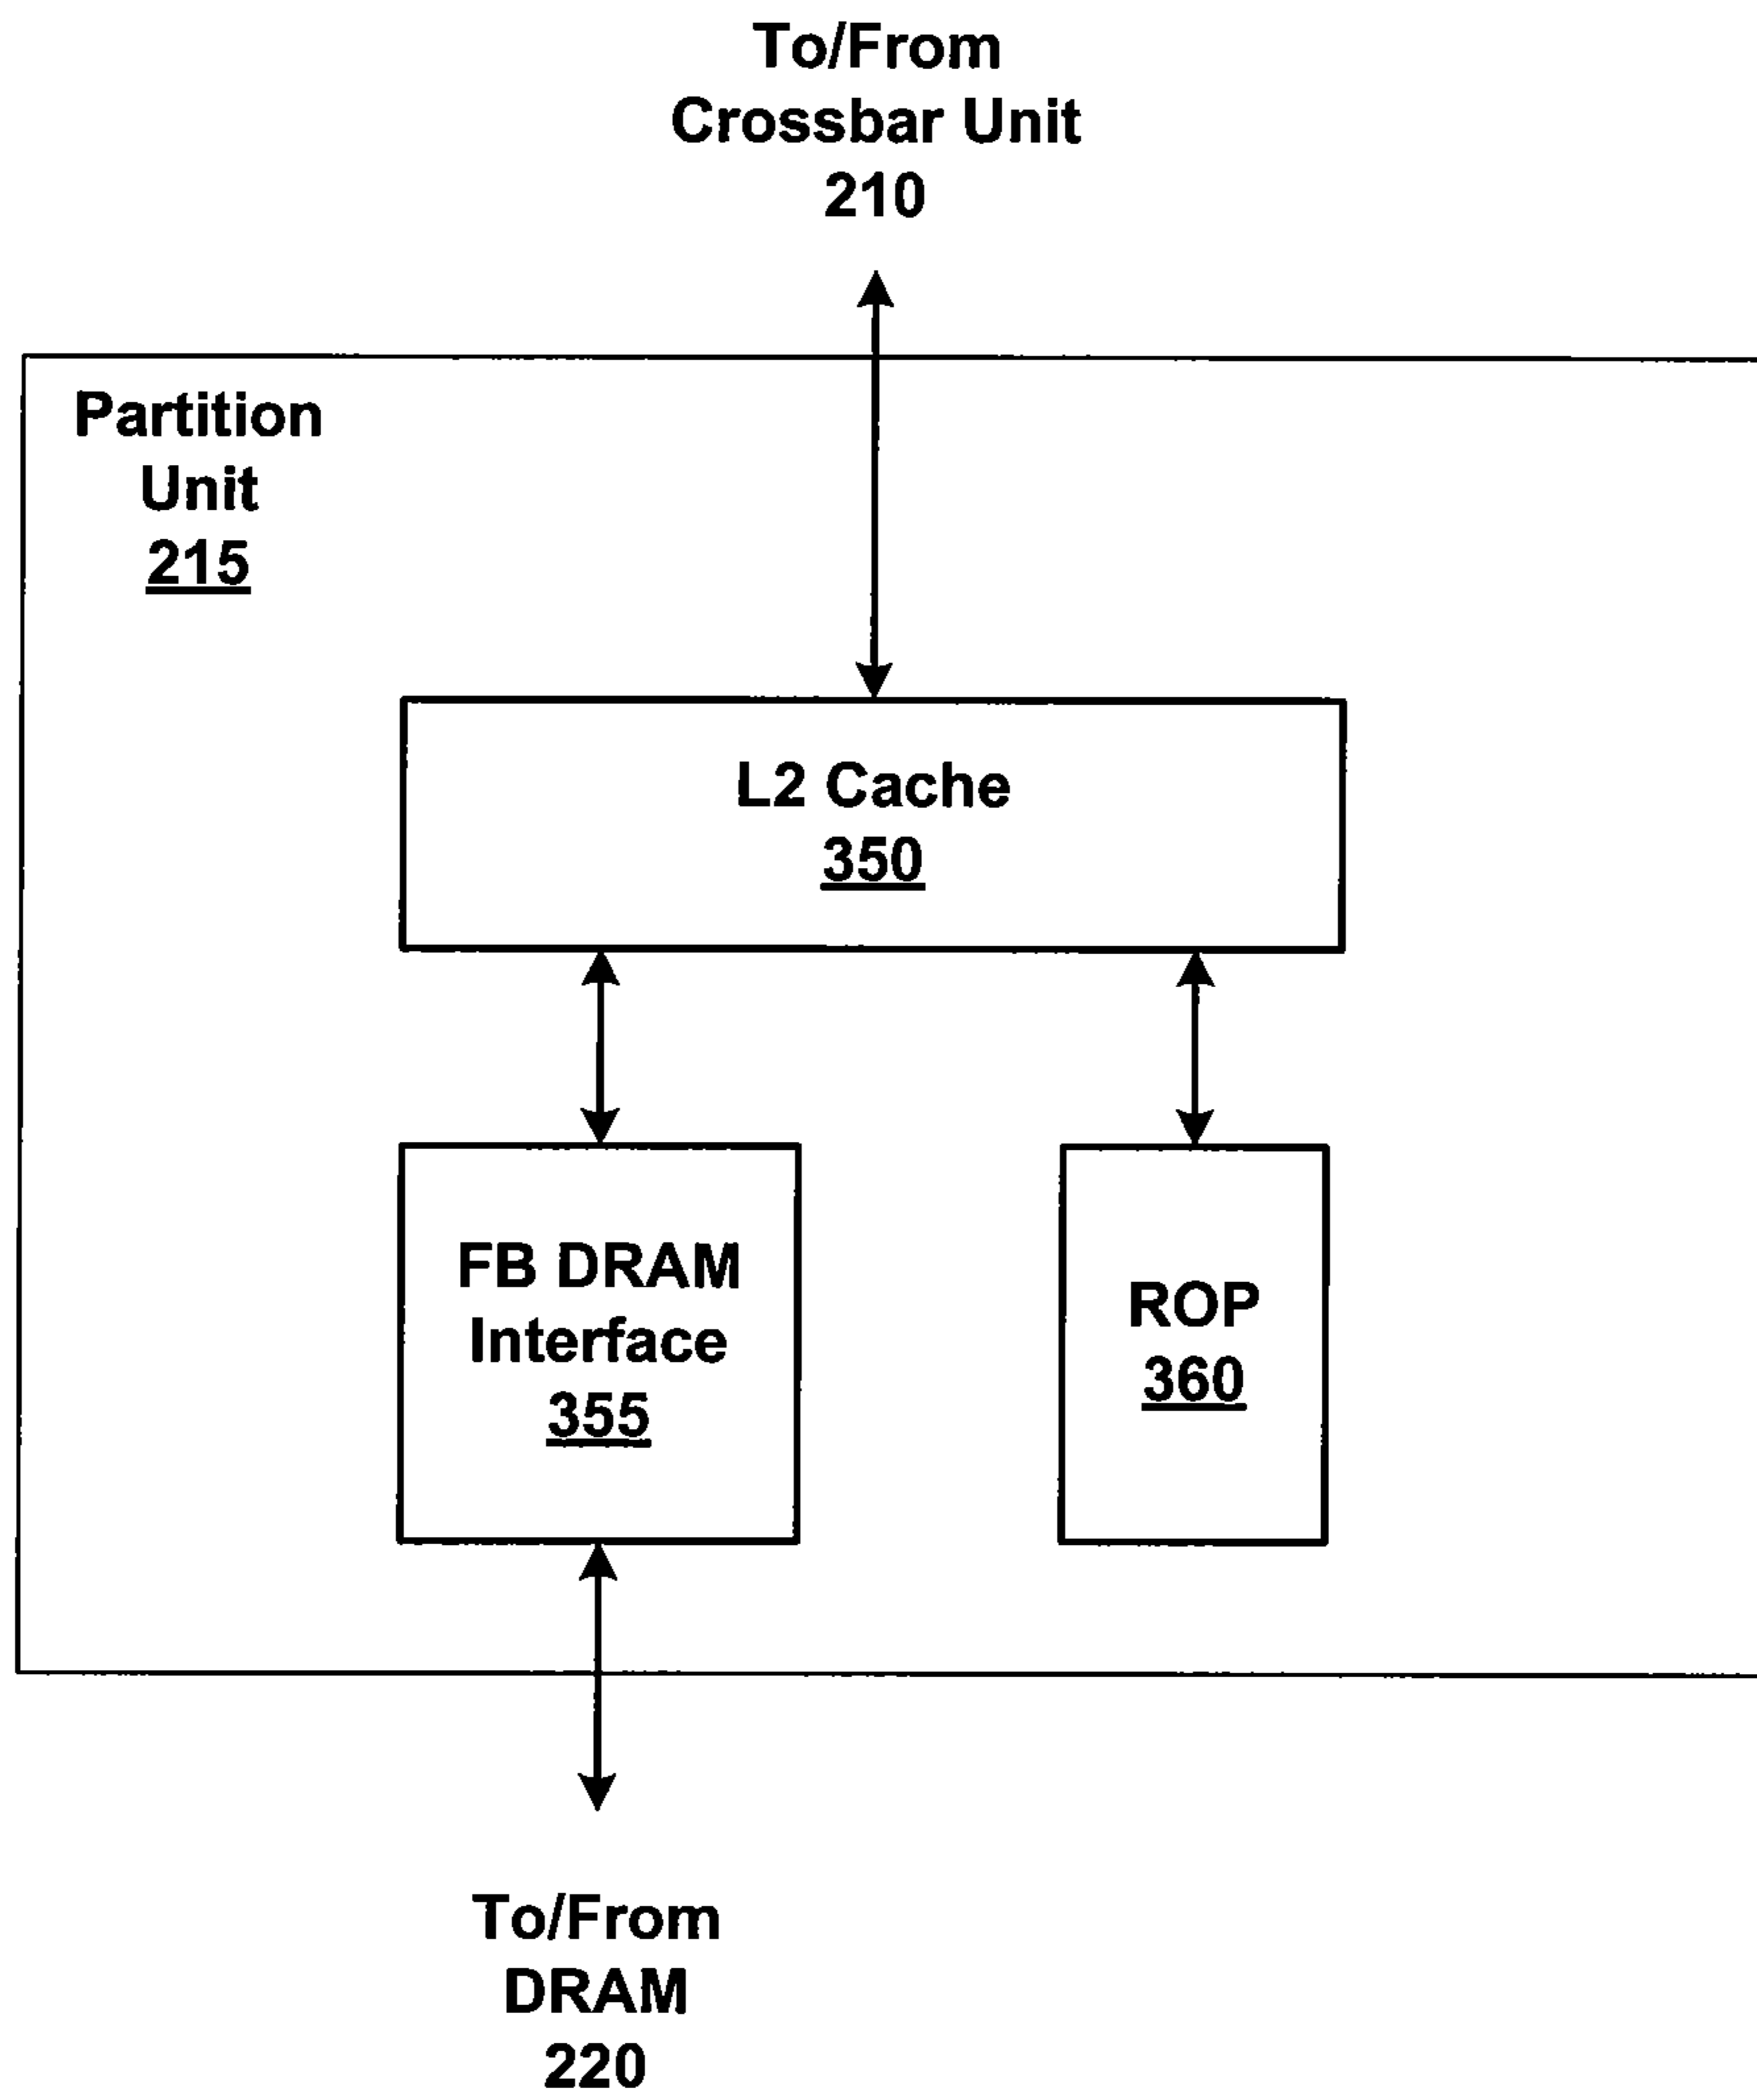 To/From
Crossbar Unit
210
Partition
Unit
215
L2 Cache
350
FB DRAM
Interface
355
ROP
360
To/From
DRAM
220